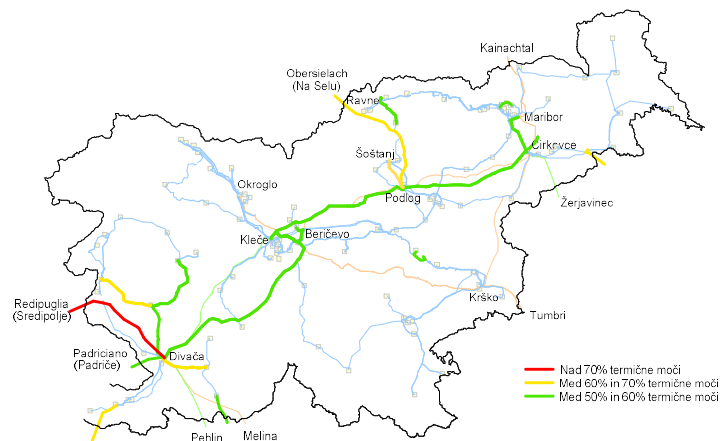 Kainachtal
Obersielach
(Na Selu)
Ravne
Maribor
Cirkovce
Šoštanj
Okroglo
Podlog
Žerjavinec
Kleče
Beričevo
Redipuglia
(Sredipolje)
Krško
Tumbri
Padriciano
(Padriče)
Divača
Pehlin
Melina
Nad 70% termične moči
Med 60% in 70% termične moči
Med 50% in 60% termične moči